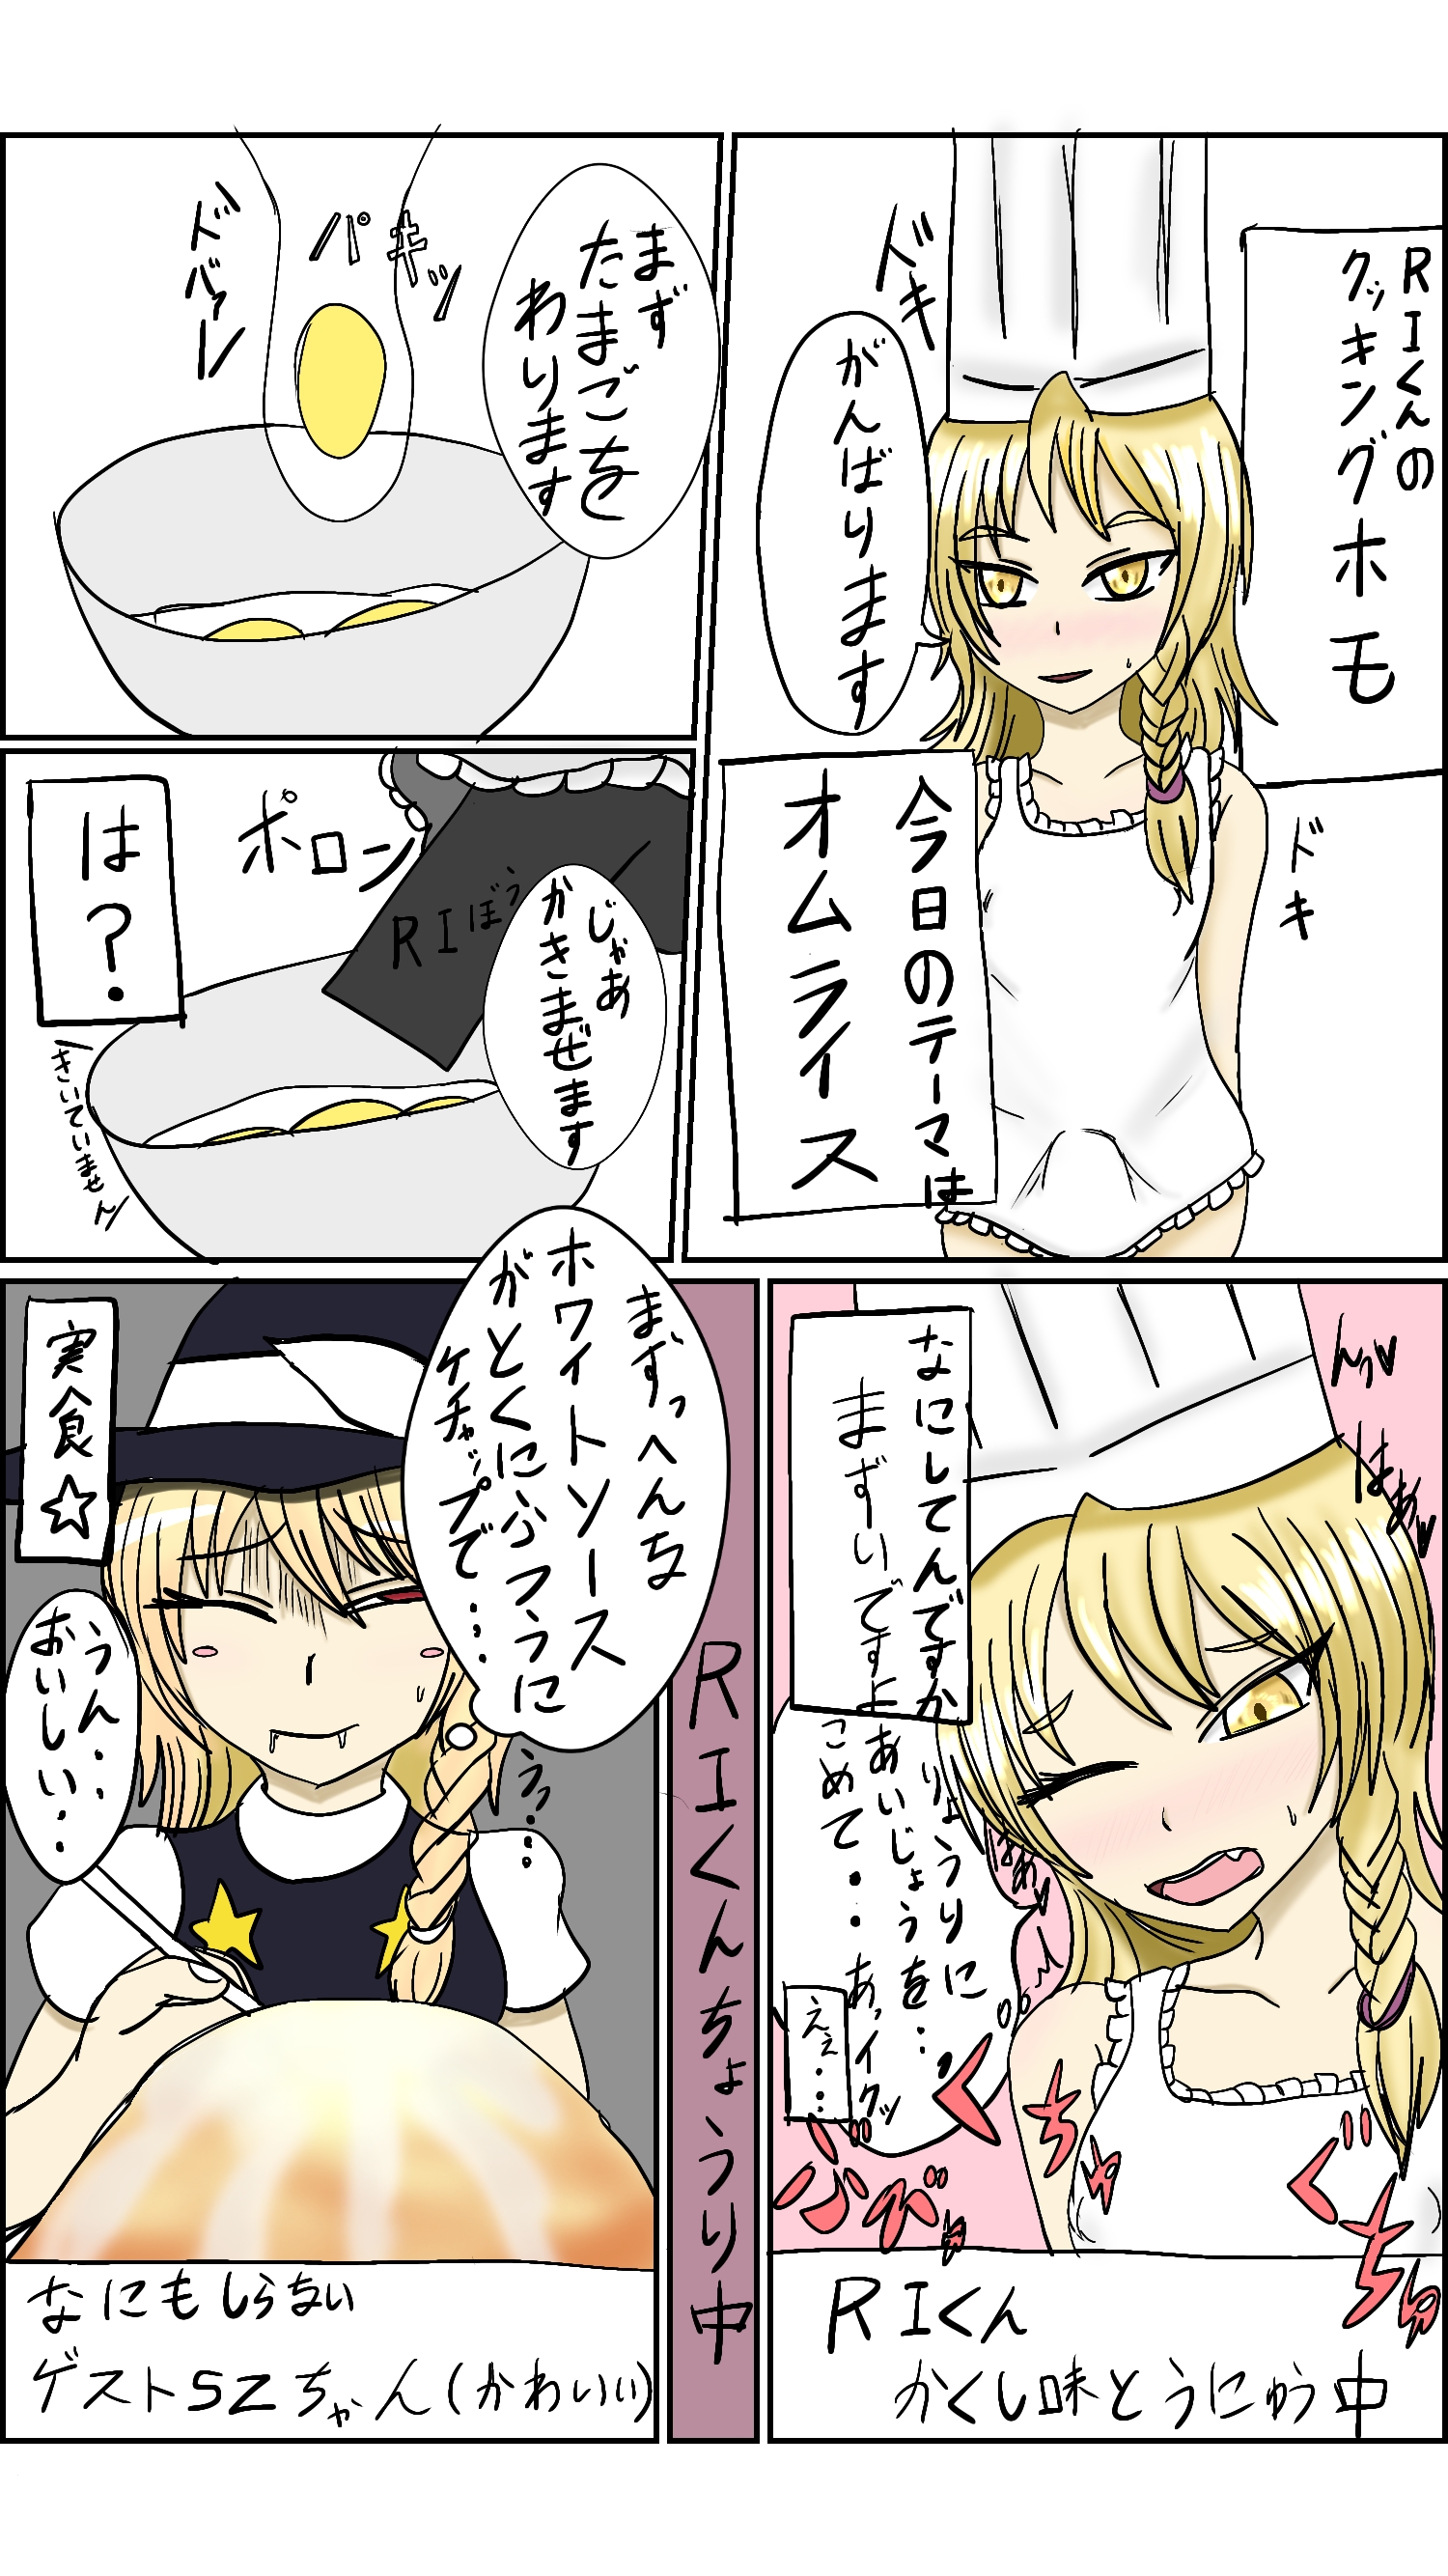 RIくんの
クッキングホモ
ドキ
がんばります
ドキ
今日のテーマは
オムライス
まず
たまごを
わります
パキッ
ドバァー
じゃあ
かきまぜます
RIぼう
ポロン
は？
きいていません
んっ♥
はぁぁ♥
なにしてんですか
まずいですよ
りょうりに
あいじょうを…
こめて・・
あっイクッ
ええ…
ぐちゅ
くちゅ
RIくん
かくし味とうにゅう中
RIくんちょうり中
まずっへんな
ホワイトソース
がとくにふつうに
ケチャップで…
うっ…
実食☆
うん…
おいしい・・
なにもしらない
ゲストSZちゃん(かわいい)